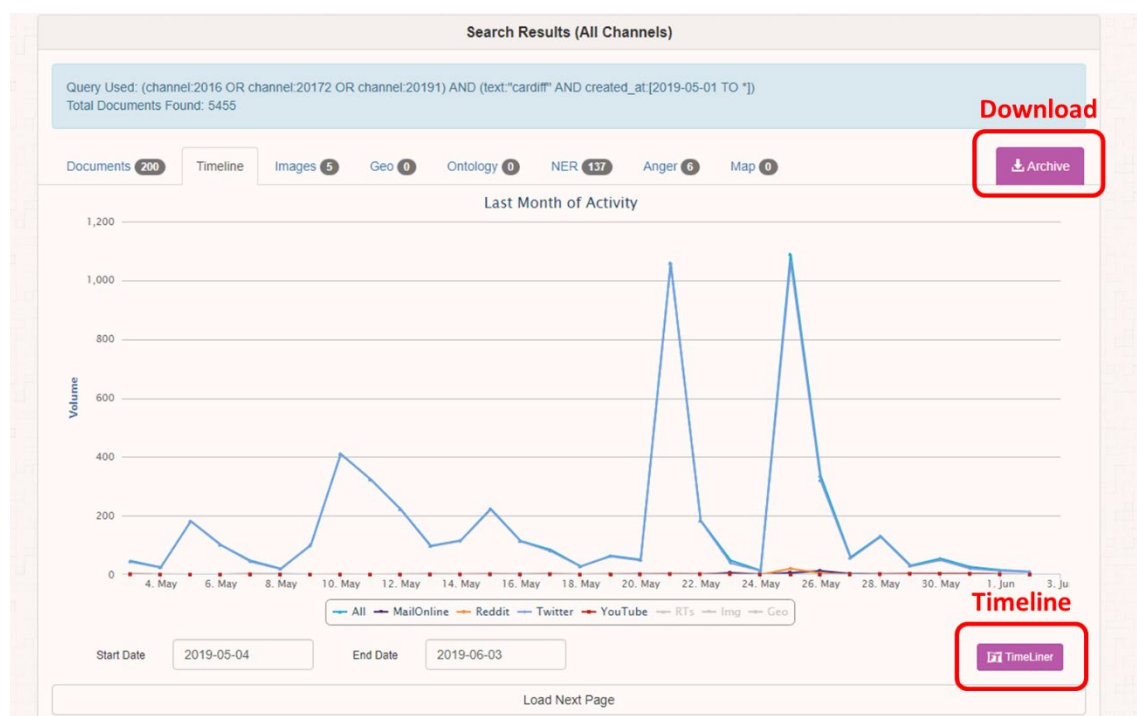 Search Results (All Channels)
Query Used: (channel:2016 OR channel:20172 OR channel:20191) AND (text:"cardiff" AND created_at:[2019-05-01 TO *])
Total Documents Found: 5455
Download
Documents 200 Timeline Images 5 Geo 0 Ontology 0 NER 137 Anger 6 Map 0 Archive
Last Month of Activity
1,200
1,000
800
600
400
200
0
Volume
4. May 6. May 8. May 10. May 12. May 14. May 16. May 18. May 20. May 22. May 24. May 26. May 28. May 30. May 1. Jun 3. Ju
All MailOnline Reddit Twitter YouTube RTs Img Geo
Timeline
Start Date 2019-05-04 End Date 2019-06-03 FT TimeLiner
Load Next Page